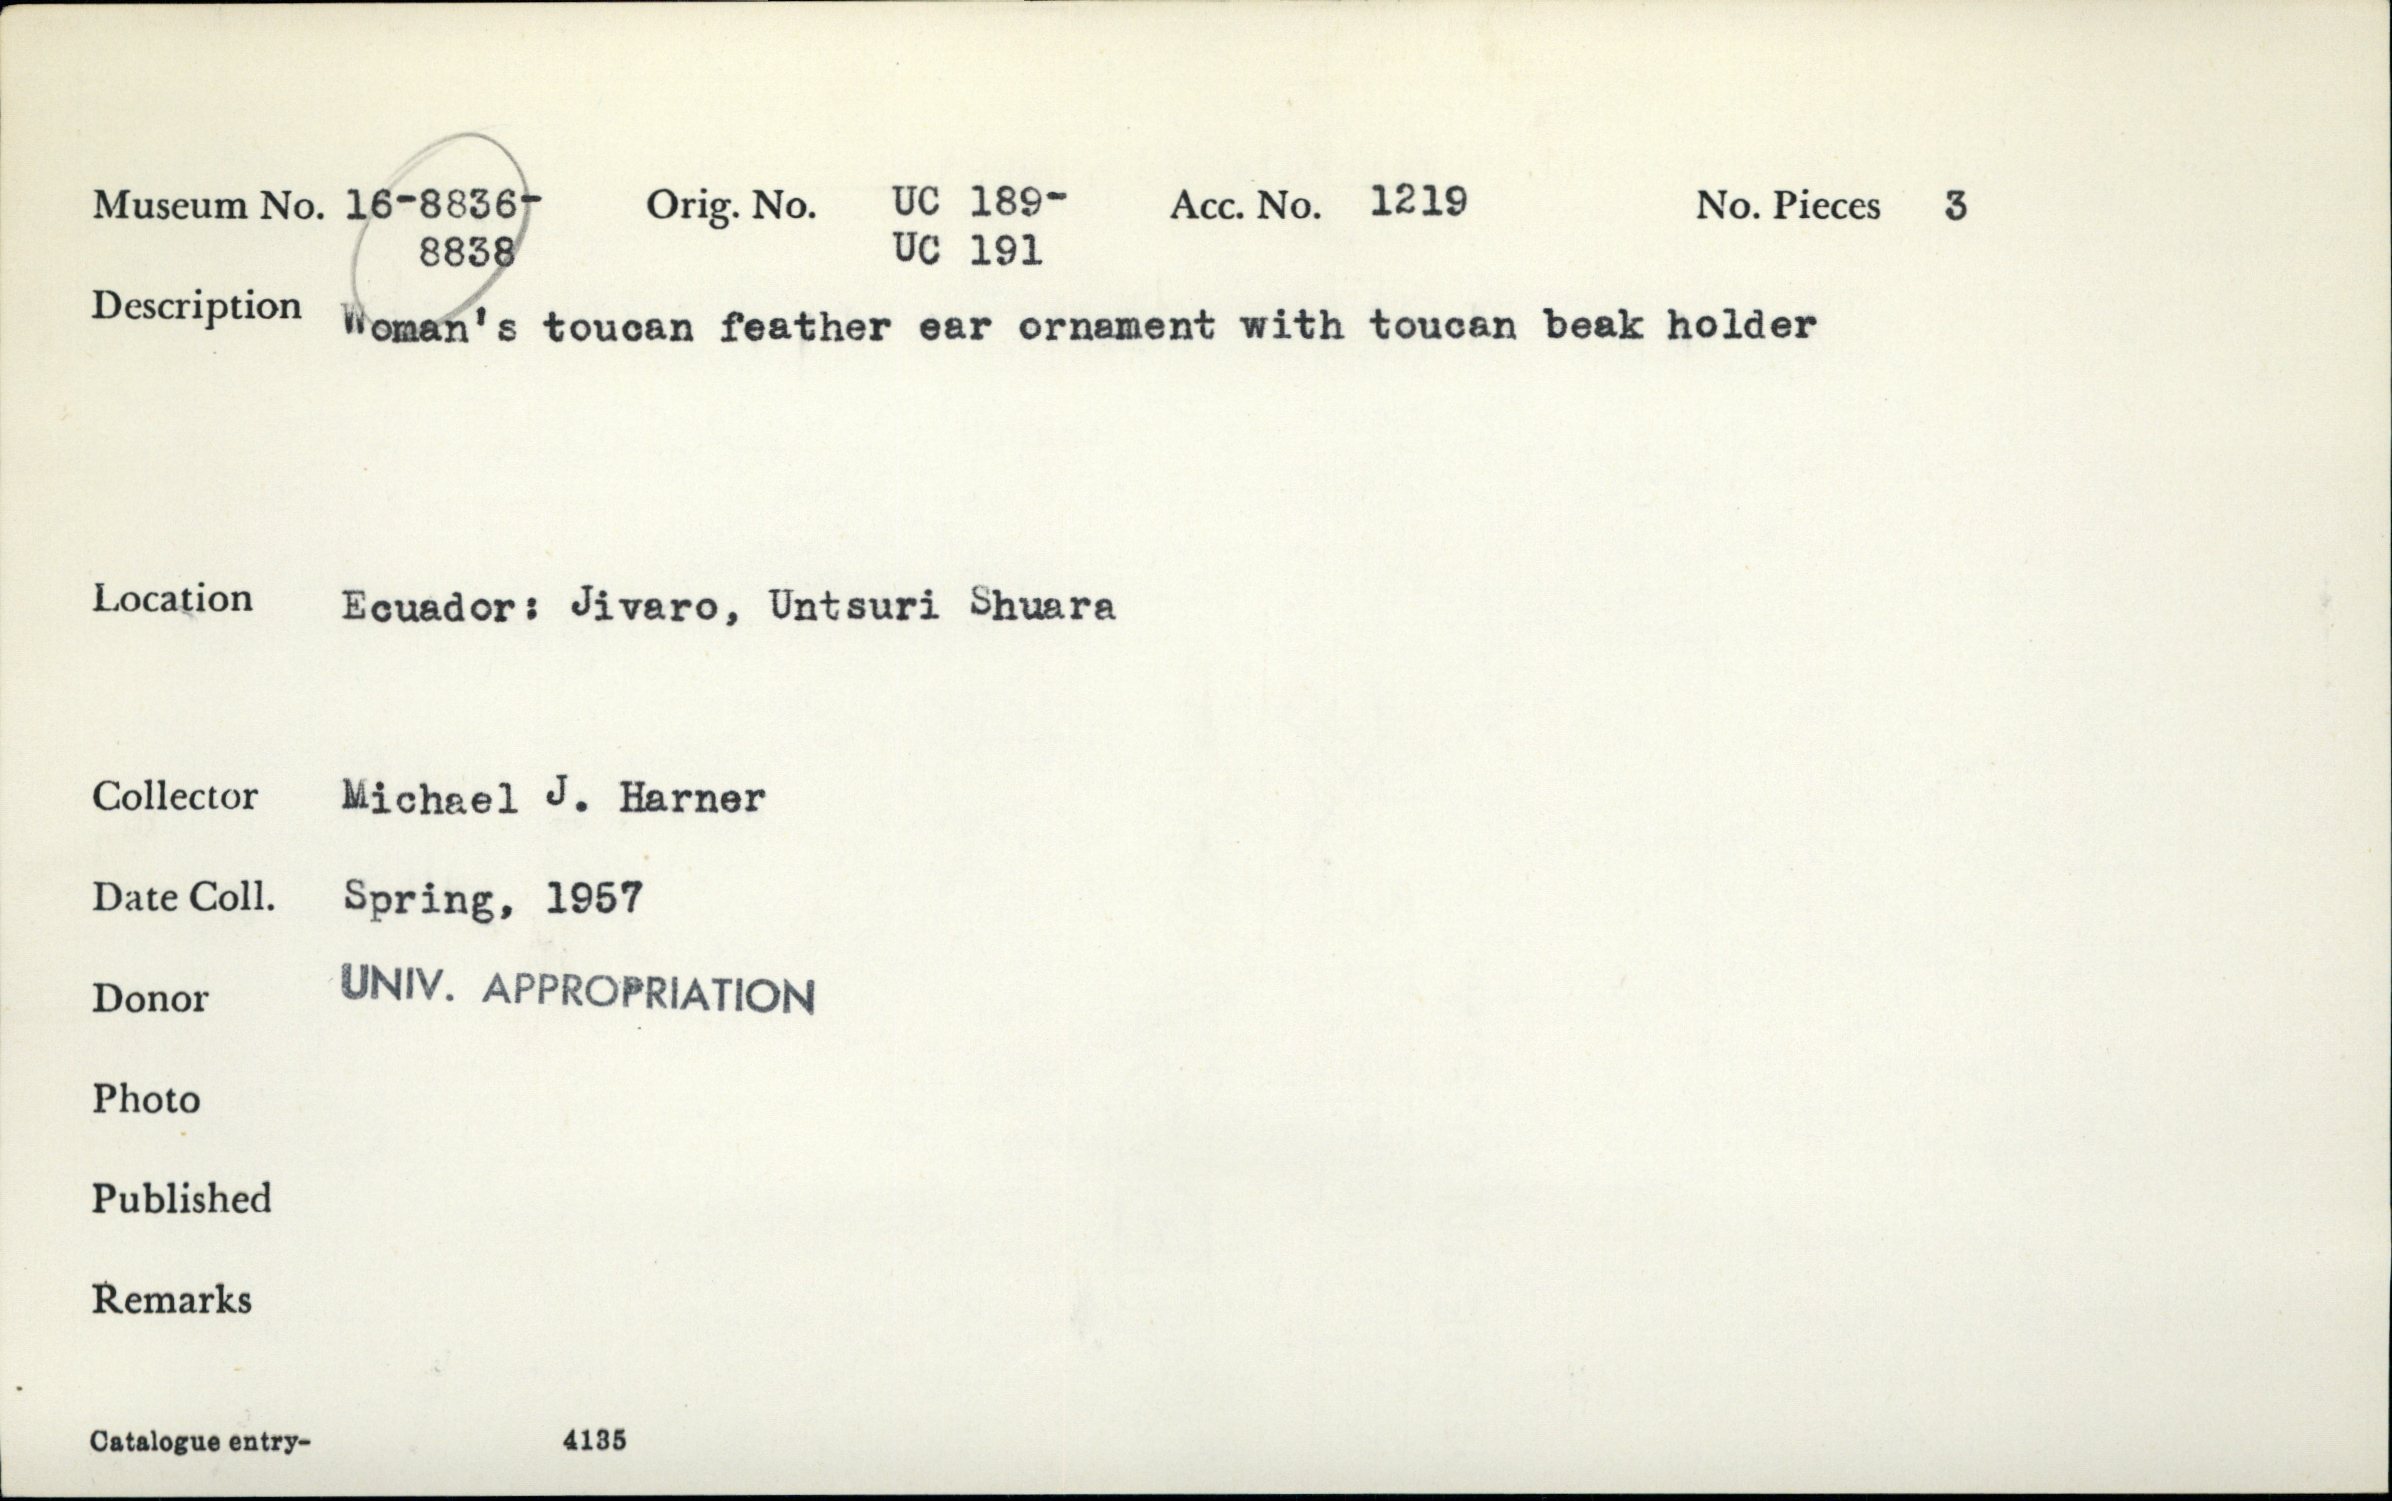 Museum No. 16-8836- Orig. No. UC 189- Acc. No. 1219 No. Pieces 3
8838 UC 191
Description Woman's toucan feather ear ornament with toucan beak holder
Location Ecuador: Jivaro, Untsuri Shuara
Collector Michael J. Harner
Date Coll. Spring, 1957
Donor UNIV. APPROPRIATION
Photo
Published
Remarks
Catalogue entry- 4135